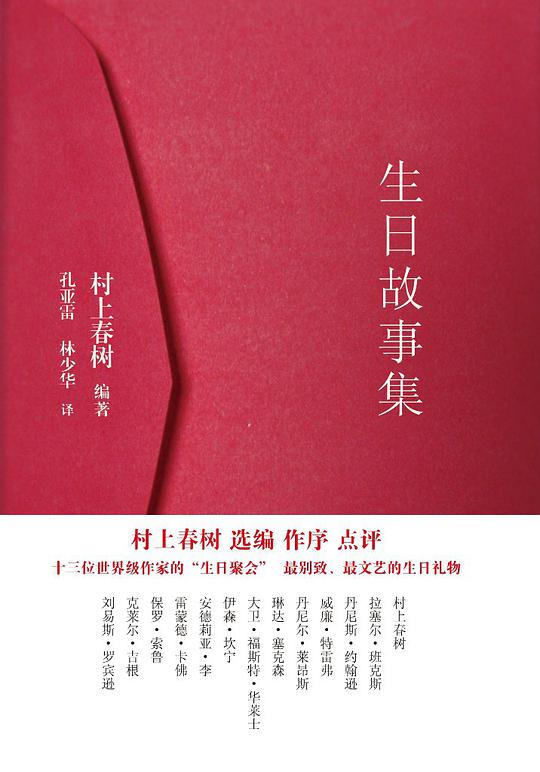 生日故事集
村上春树 编著
孔亚雷 林少华 译
村上春树 选编 作序 点评
十三位世界级作家的“生日聚会” 最别致、最文艺的生日礼物
村上春树
拉塞尔·班克斯
丹尼斯·约翰逊
威廉·特雷弗
丹尼尔·莱昂斯
琳达·塞克森
大卫·福斯特·华莱士
伊森·坎宁
安德莉亚·李
雷蒙德·卡佛
保罗·索鲁
克莱尔·吉根
刘易斯·罗宾逊